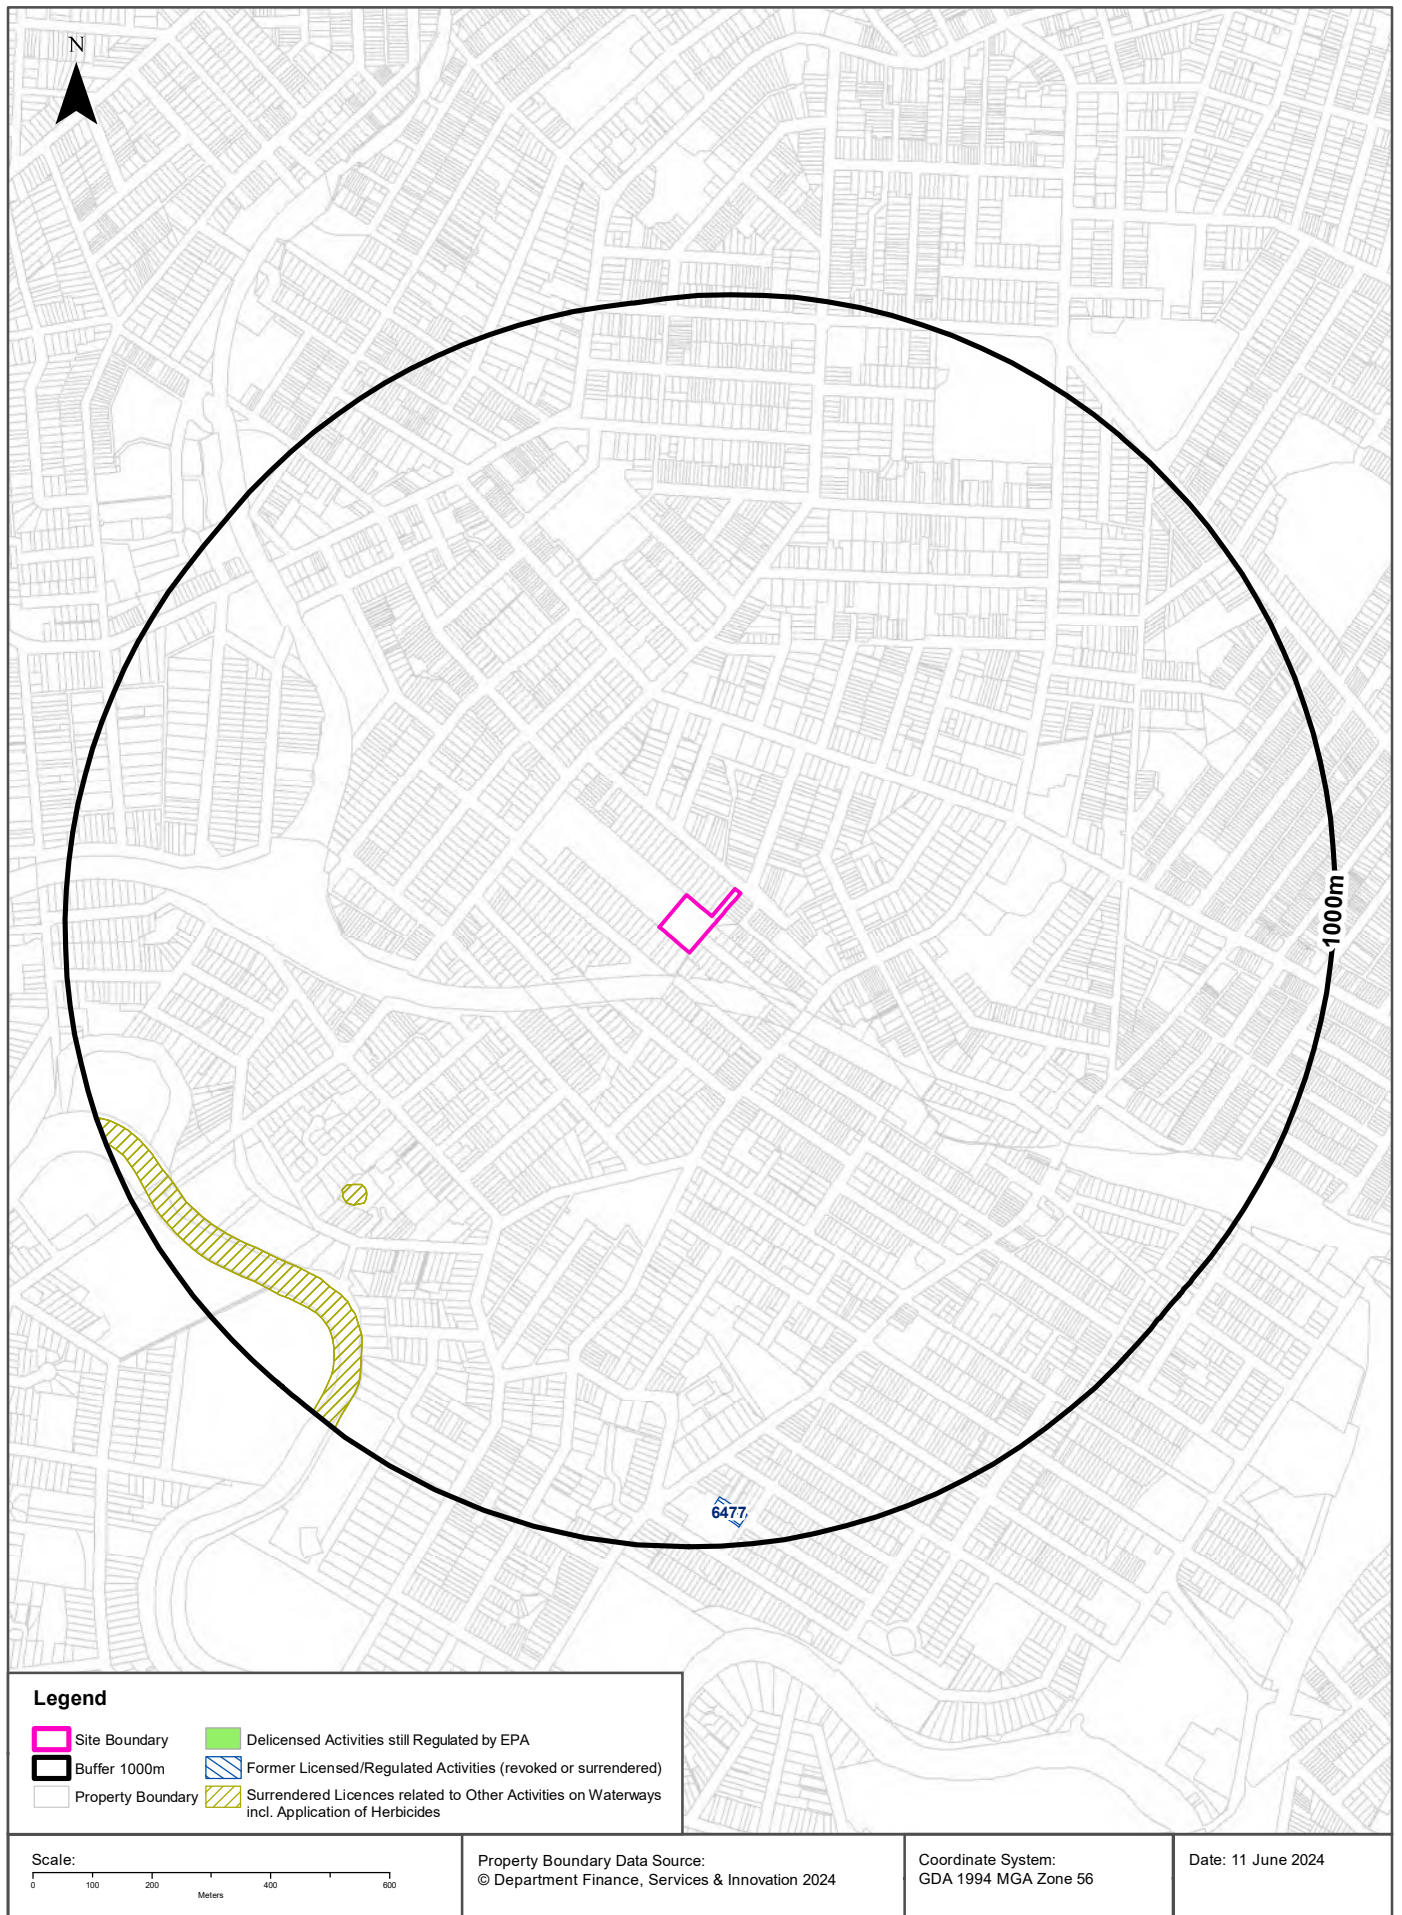 N
1000m
6477
Legend
Site Boundary
Buffer 1000m
Property Boundary
Delicensed Activities still Regulated by EPA
Former Licensed/Regulated Activities (revoked or surrendered)
Surrendered Licences related to Other Activities on Waterways
incl. Application of Herbicides
Scale:
0 100 200 400 600
Meters
Property Boundary Data Source:
© Department Finance, Services & Innovation 2024
Coordinate System:
GDA 1994 MGA Zone 56
Date: 11 June 2024